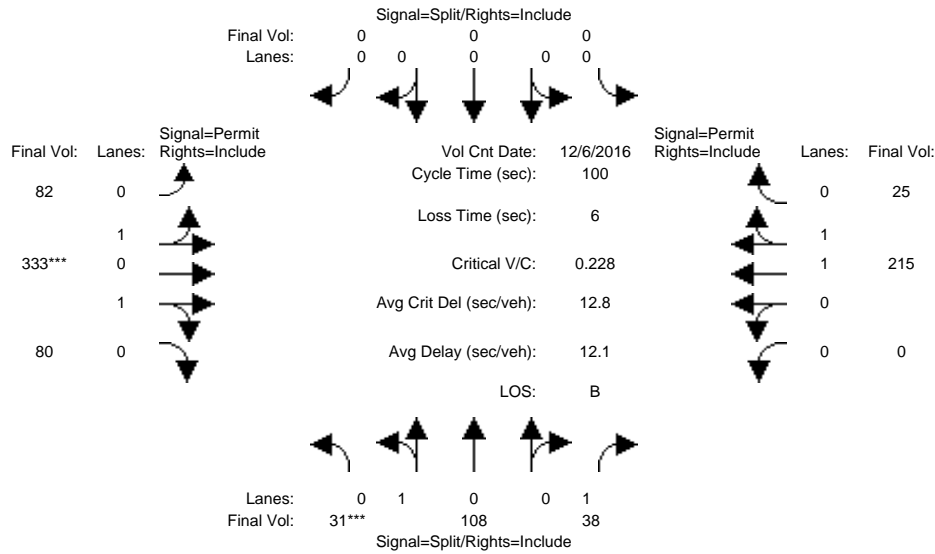 Signal=Split/Rights=Include
Final Vol: 0 0 0
Lanes: 0 0 0 0 0
Signal=Permit Signal=Permit
Final Vol: Lanes: Rights=Include Vol Cnt Date: 12/6/2016 Rights=Include Lanes: Final Vol:
Cycle Time (sec): 100
82 0 0 25
Loss Time (sec): 6
1 1
333*** 0 Critical V/C: 0.228 1 215
1 Avg Crit Del (sec/veh): 12.8 0
80 0 Avg Delay (sec/veh): 12.1 0 0
LOS: B
Lanes: 0 1 0 0 1
Final Vol: 31*** 108 38
Signal=Split/Rights=Include